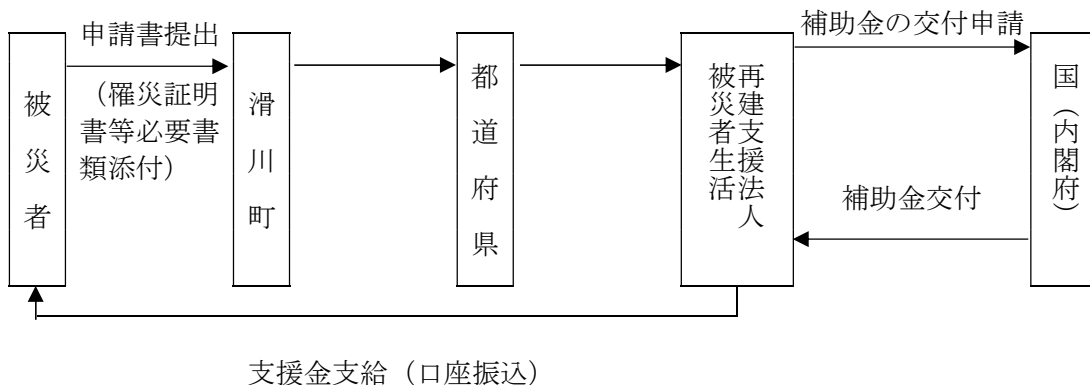 申請書提出
補助金の交付申請
被災者
（罹災証明
書等必要書
類添付）
滑川町
都道府県
被災者生活
再建支援法人
国（内閣府）
補助金交付
支援金支給（口座振込）